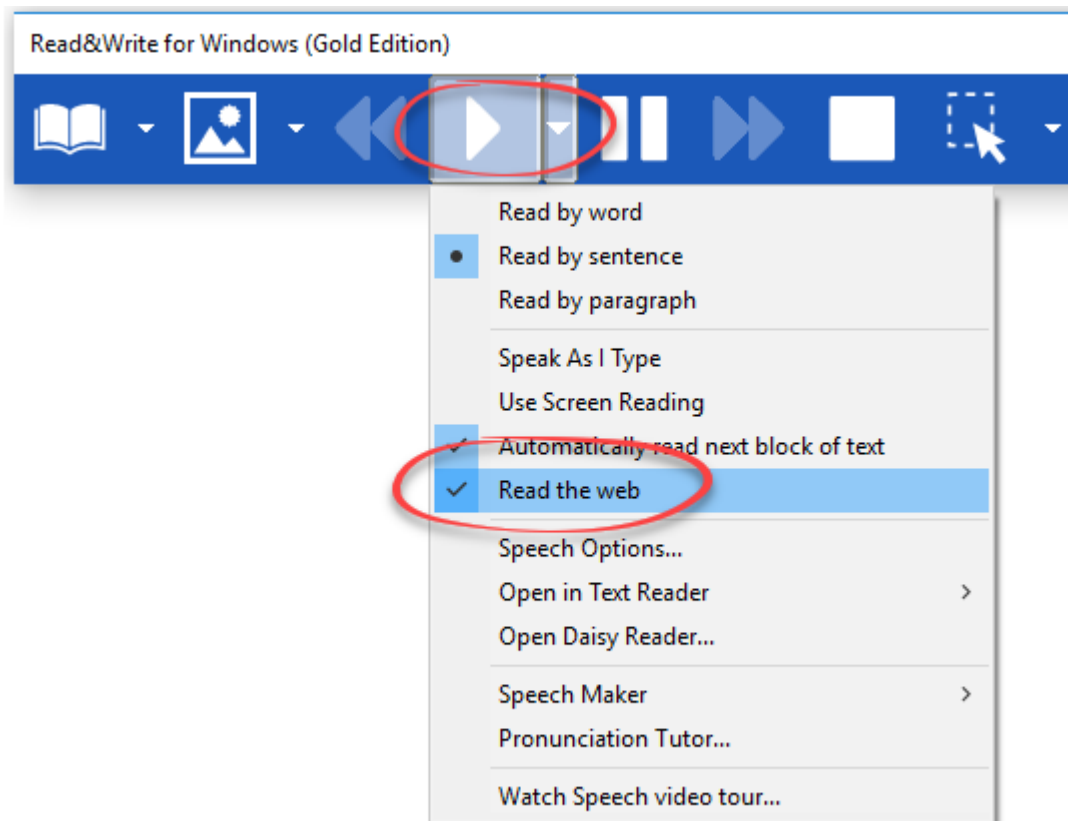 Read&Write for Windows (Gold Edition)
Read by word
Read by sentence
Read by paragraph
Speak As I Type
Use Screen Reading
Automatically read next block of text
Read the web
Speech Options...
Open in Text Reader
Open Daisy Reader...
Speech Maker
Pronunciation Tutor...
Watch Speech video tour...